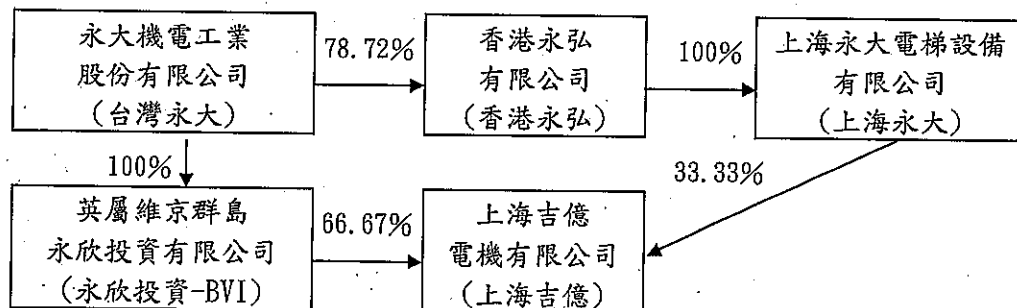 永大機電工業
股份有限公司
(台灣永大)
78.72%
香港永弘
有限公司
(香港永弘)
100%
上海永大電梯設備
有限公司
(上海永大)
100%
33.33%
英屬維京群島
永欣投資有限公司
(永欣投資-BVI)
66.67%
上海吉億
電機有限公司
(上海吉億)